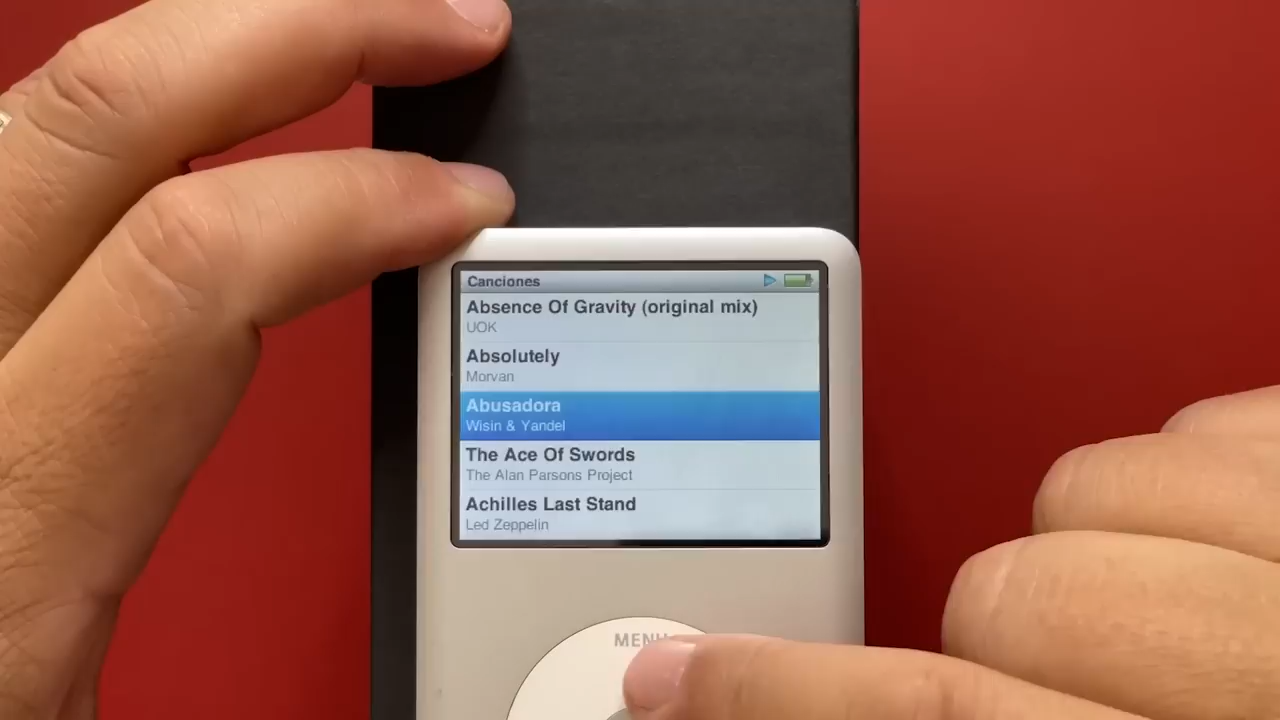 Canciones
Absence Of Gravity (original mix)
UOK
Absolutely
Morvan
Abusadora
Wisin & Yandel
The Ace Of Swords
The Alan Parsons Project
Achilles Last Stand
Led Zeppelin
MENU